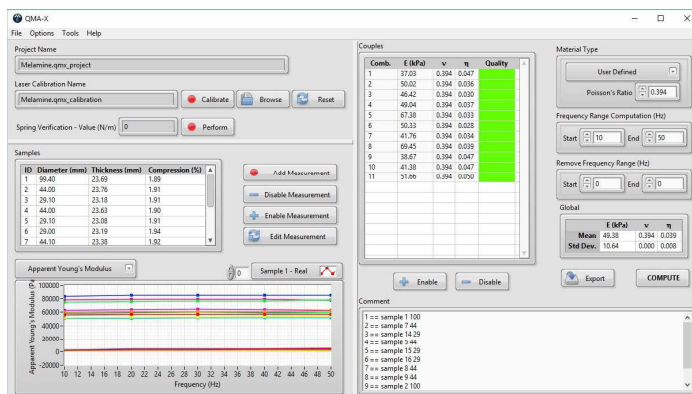 QMA-X
File Options Tools Help
Project Name
Melamine.qmx_project
Laser Calibration Name
Melamine.qmx_calibration
Calibrate
Browse
Reset
Spring Verification - Value (N/m)
0
Perform
Samples
ID Diameter (mm) Thickness (mm) Compression (%)
1 99.40 23.69 1.89
2 44.00 23.76 1.91
3 29.10 23.18 1.91
4 44.00 23.63 1.90
5 29.10 23.08 1.91
6 29.00 23.19 1.94
7 44.10 23.38 1.92
Add Measurement
Disable Measurement
Enable Measurement
Edit Measurement
Apparent Young's Modulus
0
Sample 1 - Real
Apparent Young's Modulus (Pa
100000
80000
60000
40000
20000
0
-20000
10 12 14 16 18 20 22 24 26 28 30 32 34 36 38 40 42 44 46 48 50
Frequency (Hz)
Couples
Comb. E (kPa) ν η Quality
1 37.03 0.394 0.047
2 50.02 0.394 0.036
3 46.42 0.394 0.030
4 49.04 0.394 0.037
5 67.38 0.394 0.033
6 50.33 0.394 0.028
7 41.76 0.394 0.034
8 69.45 0.394 0.039
9 38.67 0.394 0.047
10 41.38 0.394 0.047
11 51.66 0.394 0.050
Enable
Disable
Comment
1 == sample 1 100
2 == sample 7 44
3 == sample 14 29
4 == sample 5 44
5 == sample 15 29
6 == sample 16 29
7 == sample 8 44
8 == sample 9 44
9 == sample 2 100
Material Type
User Defined
Poisson's Ratio 0.394
Frequency Range Computation (Hz)
Start 10 End 50
Remove Frequency Range (Hz)
Start 0 End 0
Global
E (kPa) ν η
Mean 49.38 0.394 0.039
Std Dev. 10.64 0.000 0.008
Export
COMPUTE